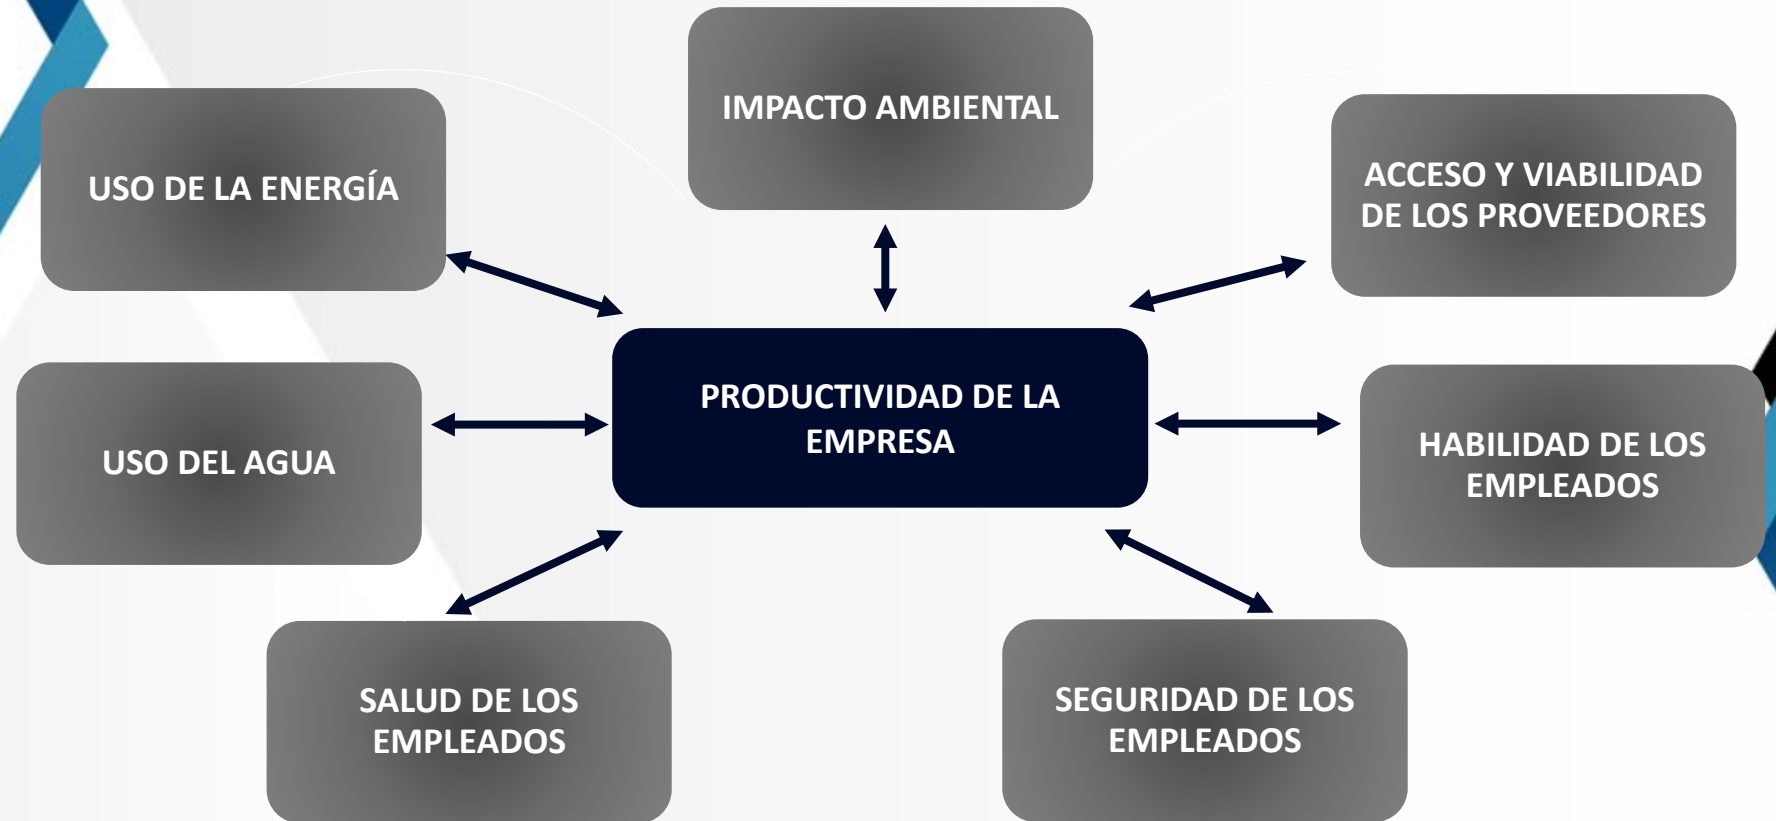 IMPACTO AMBIENTAL
USO DE LA ENERGÍA
ACCESO Y VIABILIDAD
DE LOS PROVEEDORES
PRODUCTIVIDAD DE LA
EMPRESA
USO DEL AGUA
HABILIDAD DE LOS
EMPLEADOS
SALUD DE LOS
EMPLEADOS
SEGURIDAD DE LOS
EMPLEADOS